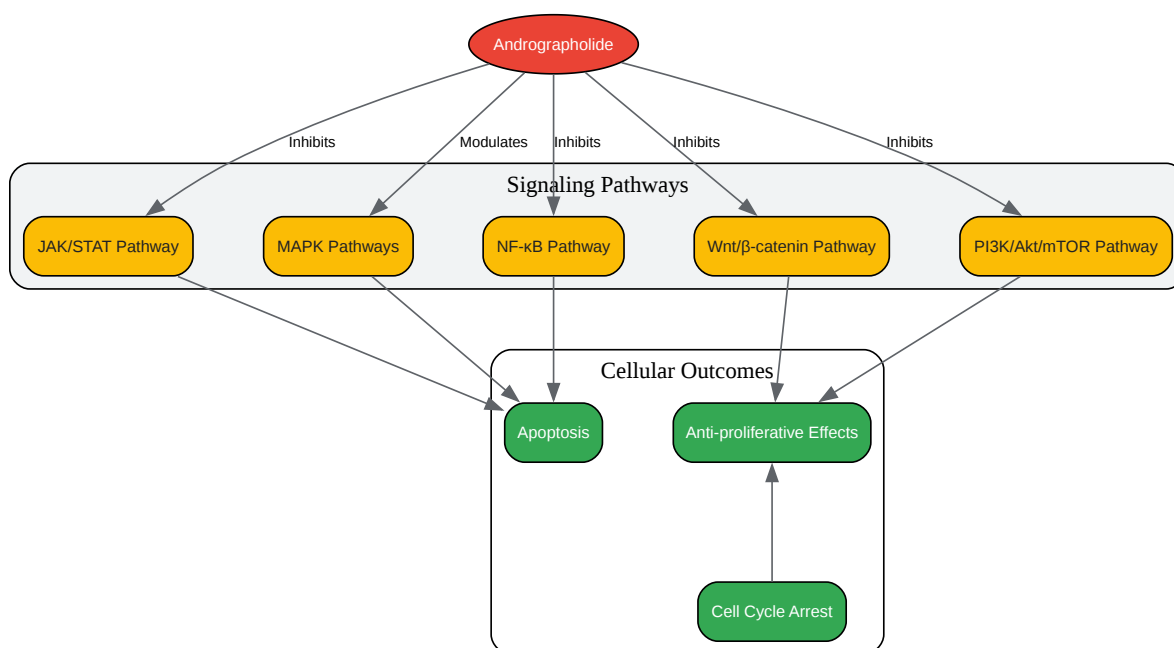 Andrographolide
Inhibits
Modulates
Inhibits
Inhibits
Inhibits
Signaling Pathways
JAK/STAT Pathway
MAPK Pathways
NF-κB Pathway
Wnt/β-catenin Pathway
PI3K/Akt/mTOR Pathway
Cellular Outcomes
Apoptosis
Anti-proliferative Effects
Cell Cycle Arrest